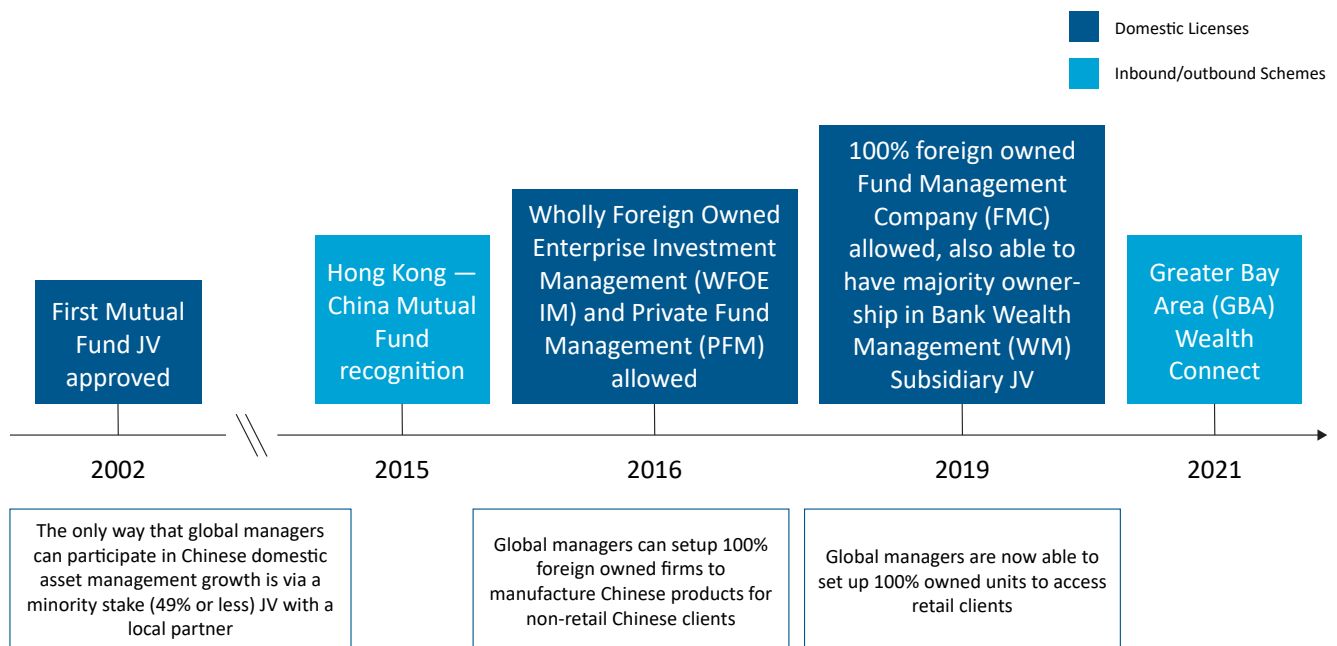 Domestic Licenses
Inbound/outbound Schemes
First Mutual
Fund JV
approved
Hong Kong —
China Mutual
Fund
recognition
Wholly Foreign Owned
Enterprise Investment
Management (WFOE
IM) and Private Fund
Management (PFM)
allowed
100% foreign owned
Fund Management
Company (FMC)
allowed, also able to
have majority owner-
ship in Bank Wealth
Management (WM)
Subsidiary JV
Greater Bay
Area (GBA)
Wealth
Connect
2002
2015
2016
2019
2021
The only way that global managers
can participate in Chinese domestic
asset management growth is via a
minority stake (49% or less) JV with a
local partner
Global managers can setup 100%
foreign owned firms to
manufacture Chinese products for
non-retail Chinese clients
Global managers are now able to
set up 100% owned units to access
retail clients